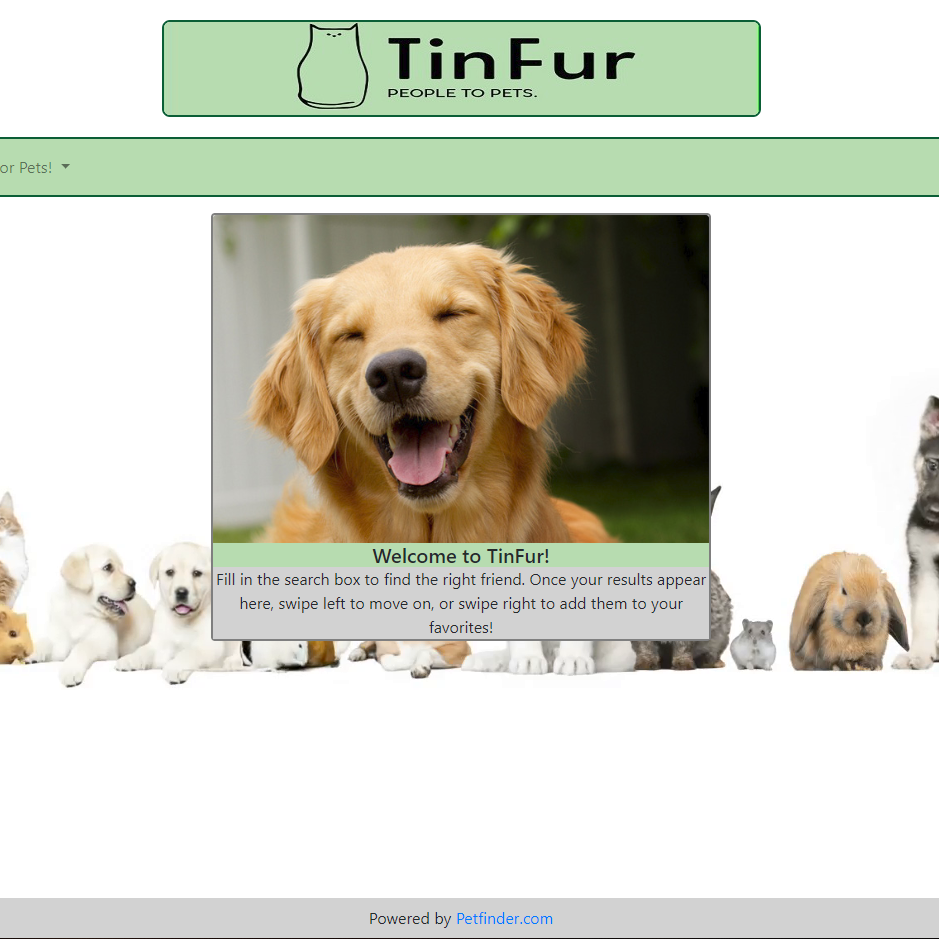 TinFur
PEOPLE TO PETS.
or Pets!
Welcome to TinFur!
Fill in the search box to find the right friend. Once your results appear
here, swipe left to move on, or swipe right to add them to your
favorites!
Powered by Petfinder.com